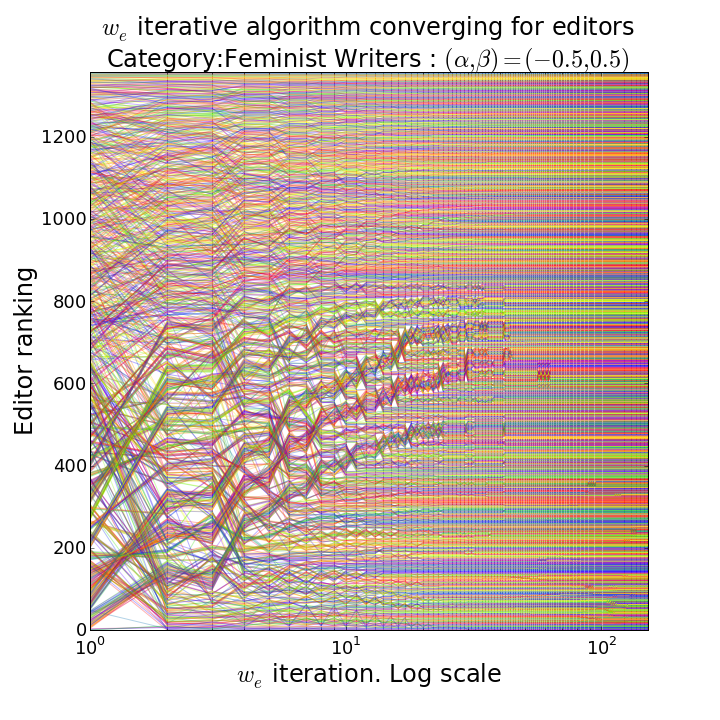 w_e iterative algorithm converging for editors
Category:Feminist Writers : (α,β)=(−0.5,0.5)
Editor ranking
1200
1000
800
600
400
200
0
10^0 10^1 10^2
w_e iteration. Log scale